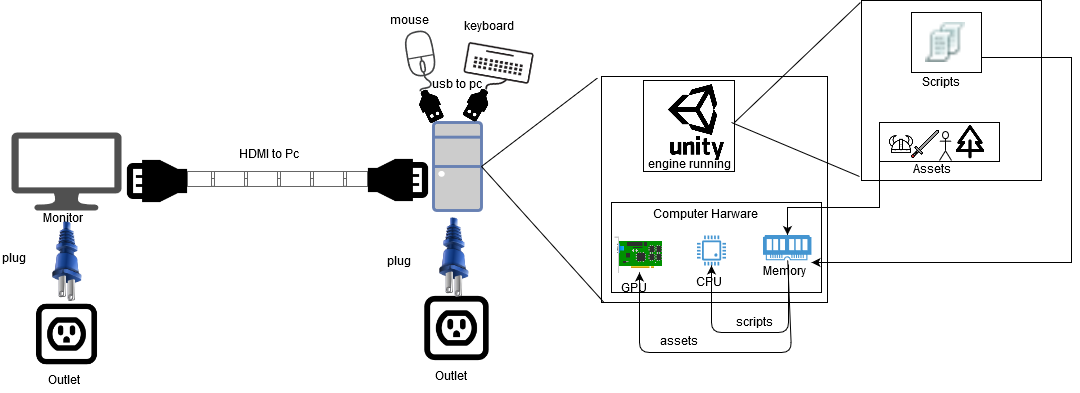 mouse
keyboard
usb to pc
HDMI to Pc
Monitor
plug
Outlet
plug
Outlet
unity
engine running
Scripts
Assets
Computer Harware
GPU
CPU
Memory
scripts
assets